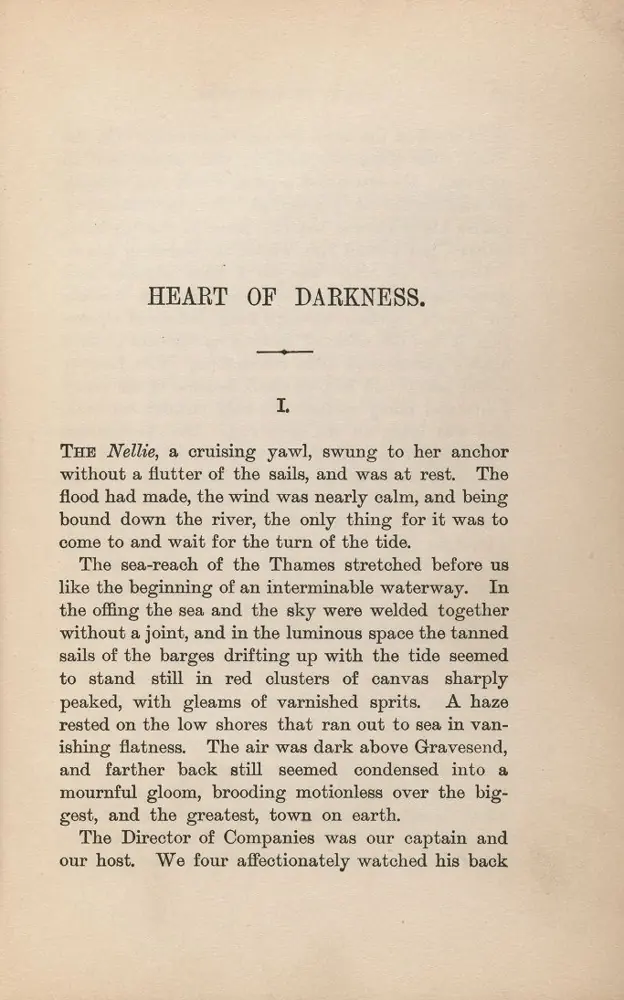 HEART OF DARKNESS.
I.
THE Nellie, a cruising yawl, swung to her anchor
without a flutter of the sails, and was at rest. The
flood had made, the wind was nearly calm, and being
bound down the river, the only thing for it was to
come to and wait for the turn of the tide.
The sea-reach of the Thames stretched before us
like the beginning of an interminable waterway. In
the offing the sea and the sky were welded together
without a joint, and in the luminous space the tanned
sails of the barges drifting up with the tide seemed
to stand still in red clusters of canvas sharply
peaked, with gleams of varnished sprits. A haze
rested on the low shores that ran out to sea in van-
ishing flatness. The air was dark above Gravesend,
and farther back still seemed condensed into a
mournful gloom, brooding motionless over the big-
gest, and the greatest, town on earth.
The Director of Companies was our captain and
our host. We four affectionately watched his back